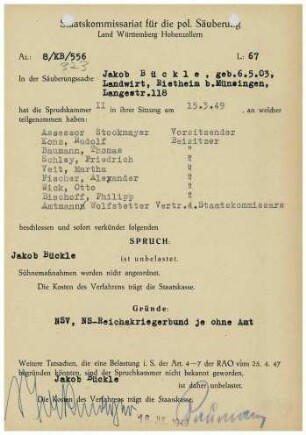 Staatskommissariat für die pol. Säuberung
Land Württemberg Hohenzollern
Az.: 8/KB/556
L: 67
323
In der Säuberungssache Jakob Bückle, geb.6.5.03,
Landwirt, Rietheim b.Münsingen,
Langestr.118
hat die Spruchkammer II in ihrer Sitzung am 15.3.49, an welcher
teilgenommen haben:
Assessor Stockmayer Vorsitzender
Konz, Rudolf Beisitzer
Baumann, Thomas "
Schley, Friedrich "
Veit, Martha "
Fischer, Alexander "
Wick, Otto "
Bischoff, Philipp "
Amtmann Wolfstetter Vertr.d.Staatskommissars
beschlossen und sofort verkündet folgenden
SPRUCH:
Jakob Bückle
ist unbelastet.
Sühnemaßnahmen werden nicht angeordnet.
Die Kosten des Verfahrens trägt die Staatskasse.
Gründe:
NSV, NS-Reichskriegerbund je ohne Amt
Weitere Tatsachen, die eine Belastung i. S. der Art. 4—7 der RAO vom 25. 4. 47
begründen könnten, sind der Spruchkammer nicht bekannt geworden,
Jakob Bückle
ist daher unbelastet.
Die Kosten des Verfahrens trägt die Staatskasse.